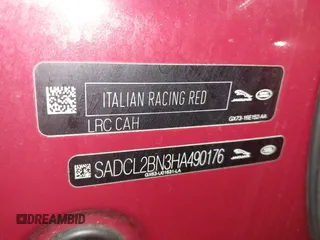 ITALIAN RACING RED
LRC CAH
SADCL2BN3HA490176
DREAMBID